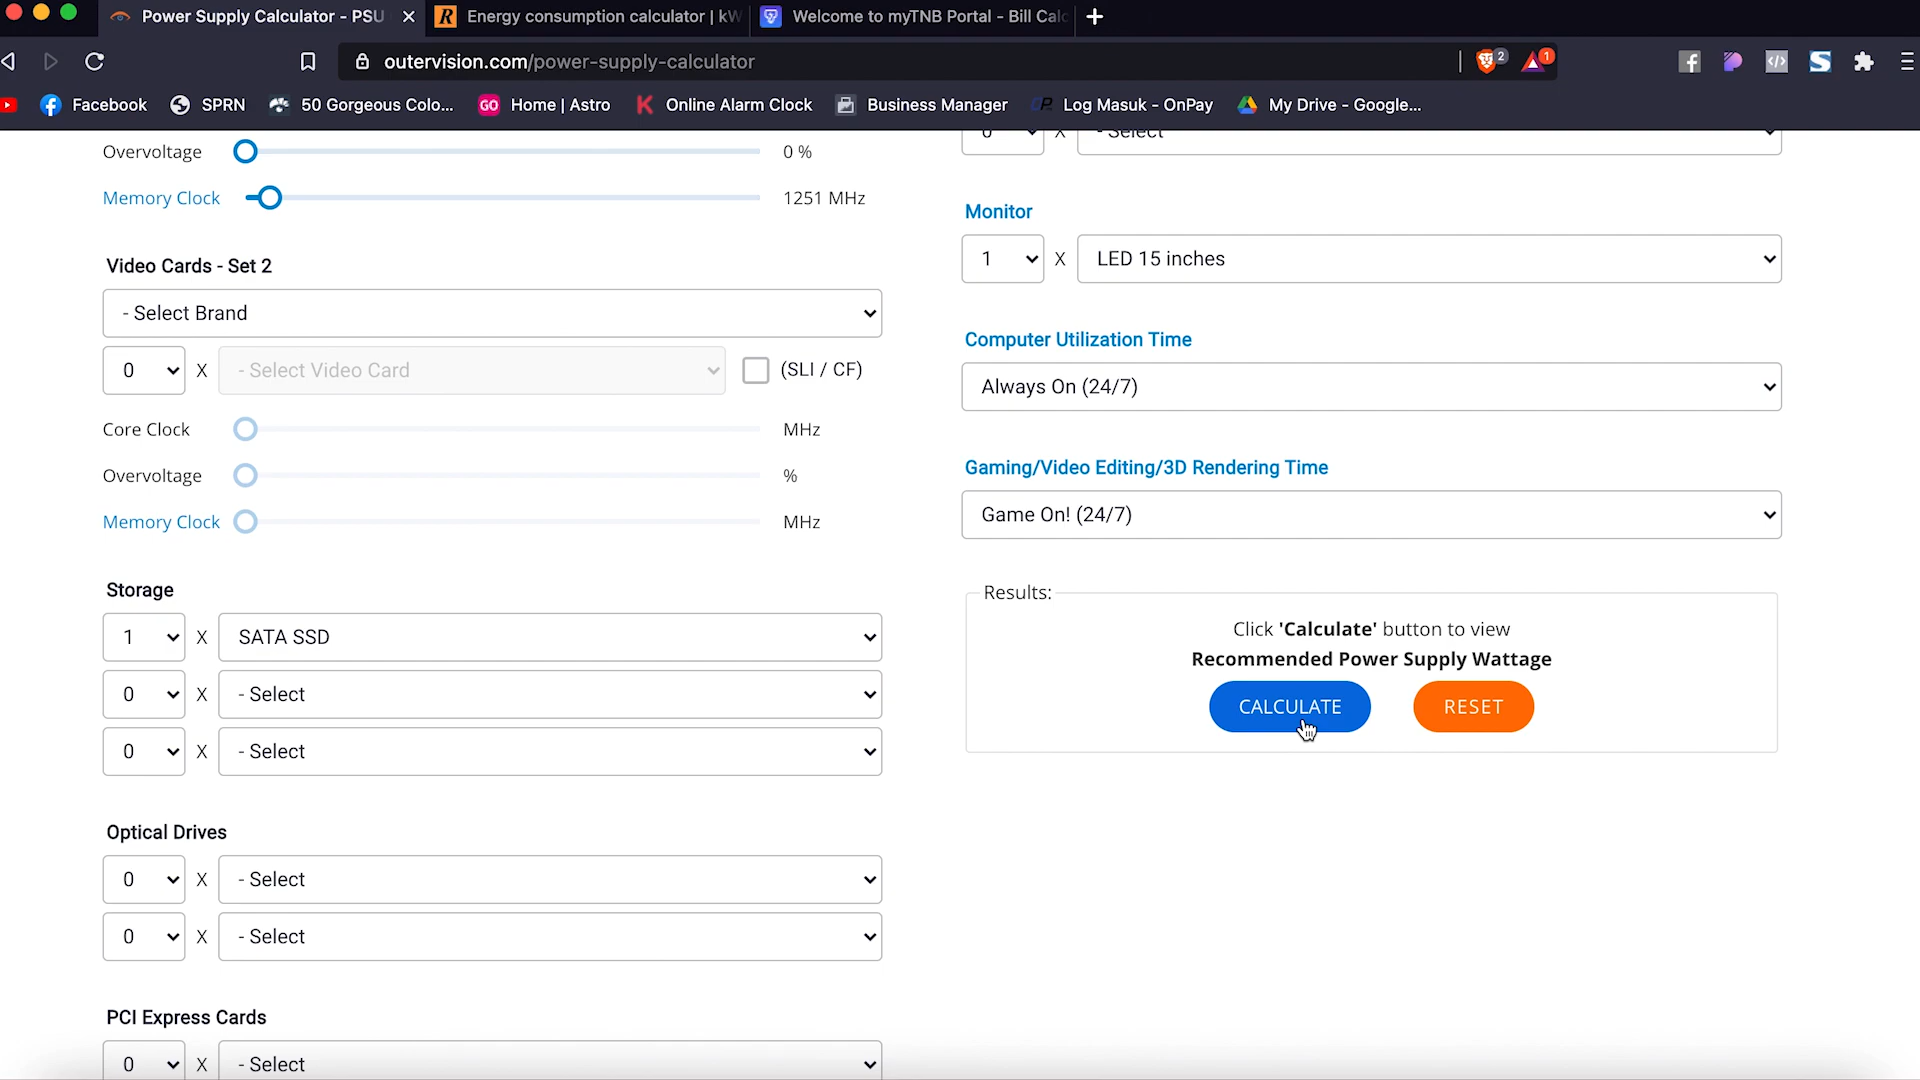 Power Supply Calculator - PSU
Energy consumption calculator | kW
Welcome to myTNB Portal - Bill Calc
outervision.com/power-supply-calculator
2
1
Facebook
SPRN
50 Gorgeous Colo...
GO
Home | Astro
Online Alarm Clock
Business Manager
Log Masuk - OnPay
My Drive - Google...
Overvoltage
0 %
Memory Clock
1251 MHz
Video Cards - Set 2
- Select Brand
0 X - Select Video Card (SLI / CF)
Core Clock MHz
Overvoltage %
Memory Clock MHz
Storage
1 X SATA SSD
0 X - Select
0 X - Select
Optical Drives
0 X - Select
0 X - Select
PCI Express Cards
0 X - Select
0 X - Select
Monitor
1 X LED 15 inches
Computer Utilization Time
Always On (24/7)
Gaming/Video Editing/3D Rendering Time
Game On! (24/7)
Results:
Click 'Calculate' button to view
Recommended Power Supply Wattage
CALCULATE
RESET